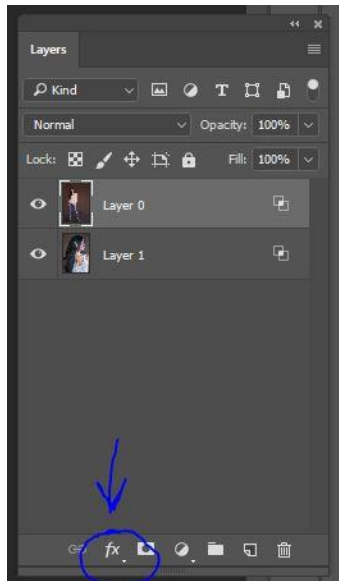 Layers
Kind T
Normal Opacity: 100%
Lock: Fill: 100%
Layer 0
Layer 1
fx